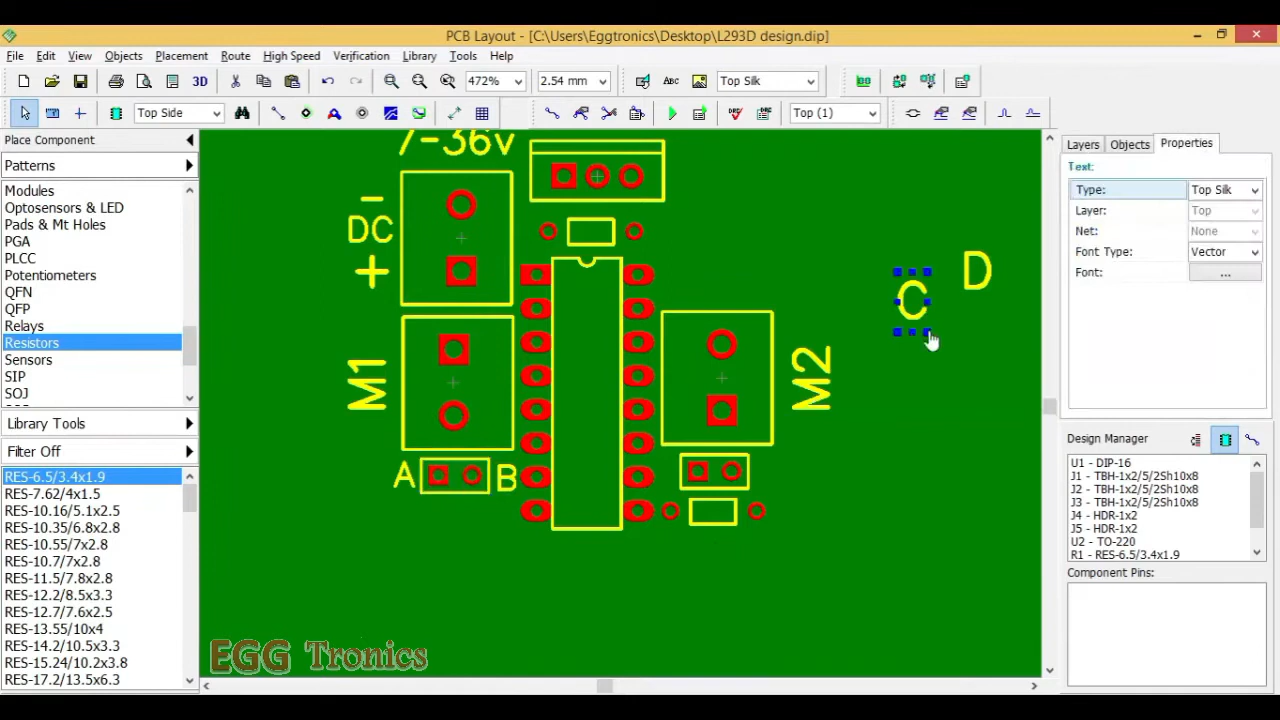 PCB Layout - [C:\Users\Eggtronics\Desktop\L293D design.dip]
File Edit View Objects Placement Route High Speed Verification Library Tools Help
3D 472% 2.54 mm ABC Top Silk
Top Side Top (1)
Place Component
Patterns
Modules
Optosensors & LED
Pads & Mt Holes
PGA
PLCC
Potentiometers
QFN
QFP
Relays
Resistors
Sensors
SIP
SOJ
Library Tools
Filter Off
RES-6.5/3.4x1.9
RES-7.62/4x1.5
RES-10.16/5.1x2.5
RES-10.35/6.8x2.8
RES-10.55/7x2.8
RES-10.7/7x2.8
RES-11.5/7.8x2.8
RES-12.2/8.5x3.3
RES-12.7/7.6x2.5
RES-13.55/10x4
RES-14.2/10.5x3.3
RES-15.24/10.2x3.8
RES-17.2/13.5x6.3
7-36v
-
DC
+
M1
M2
A B
C
D
EGG Tronics
Layers Objects Properties
Text:
Type: Top Silk
Layer: Top
Net: None
Font Type: Vector
Font: ...
Design Manager
U1 - DIP-16
J1 - TBH-1x2/5/2Sh10x8
J2 - TBH-1x2/5/2Sh10x8
J3 - TBH-1x2/5/2Sh10x8
J4 - HDR-1x2
J5 - HDR-1x2
U2 - TO-220
R1 - RES-6.5/3.4x1.9
Component Pins: